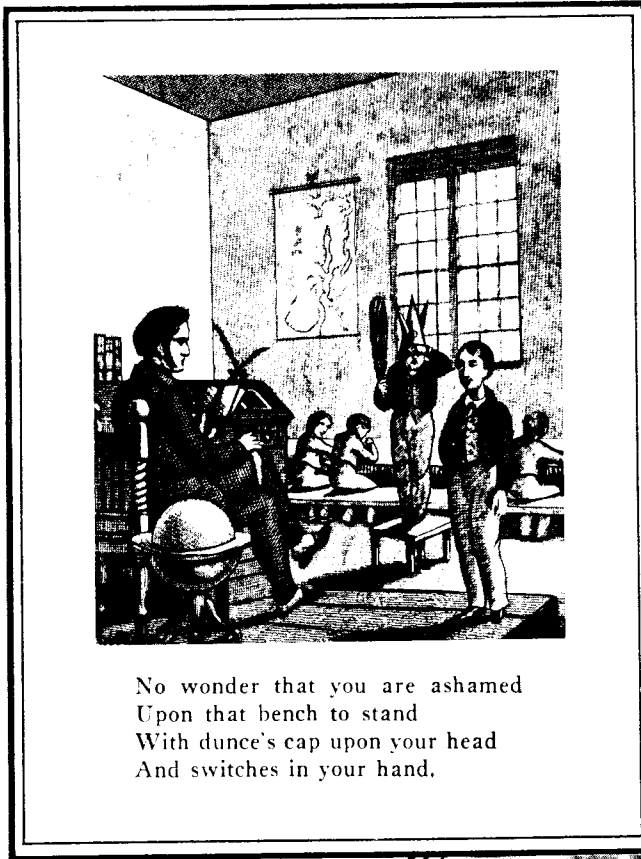 No wonder that you are ashamed
Upon that bench to stand
With dunce's cap upon your head
And switches in your hand.